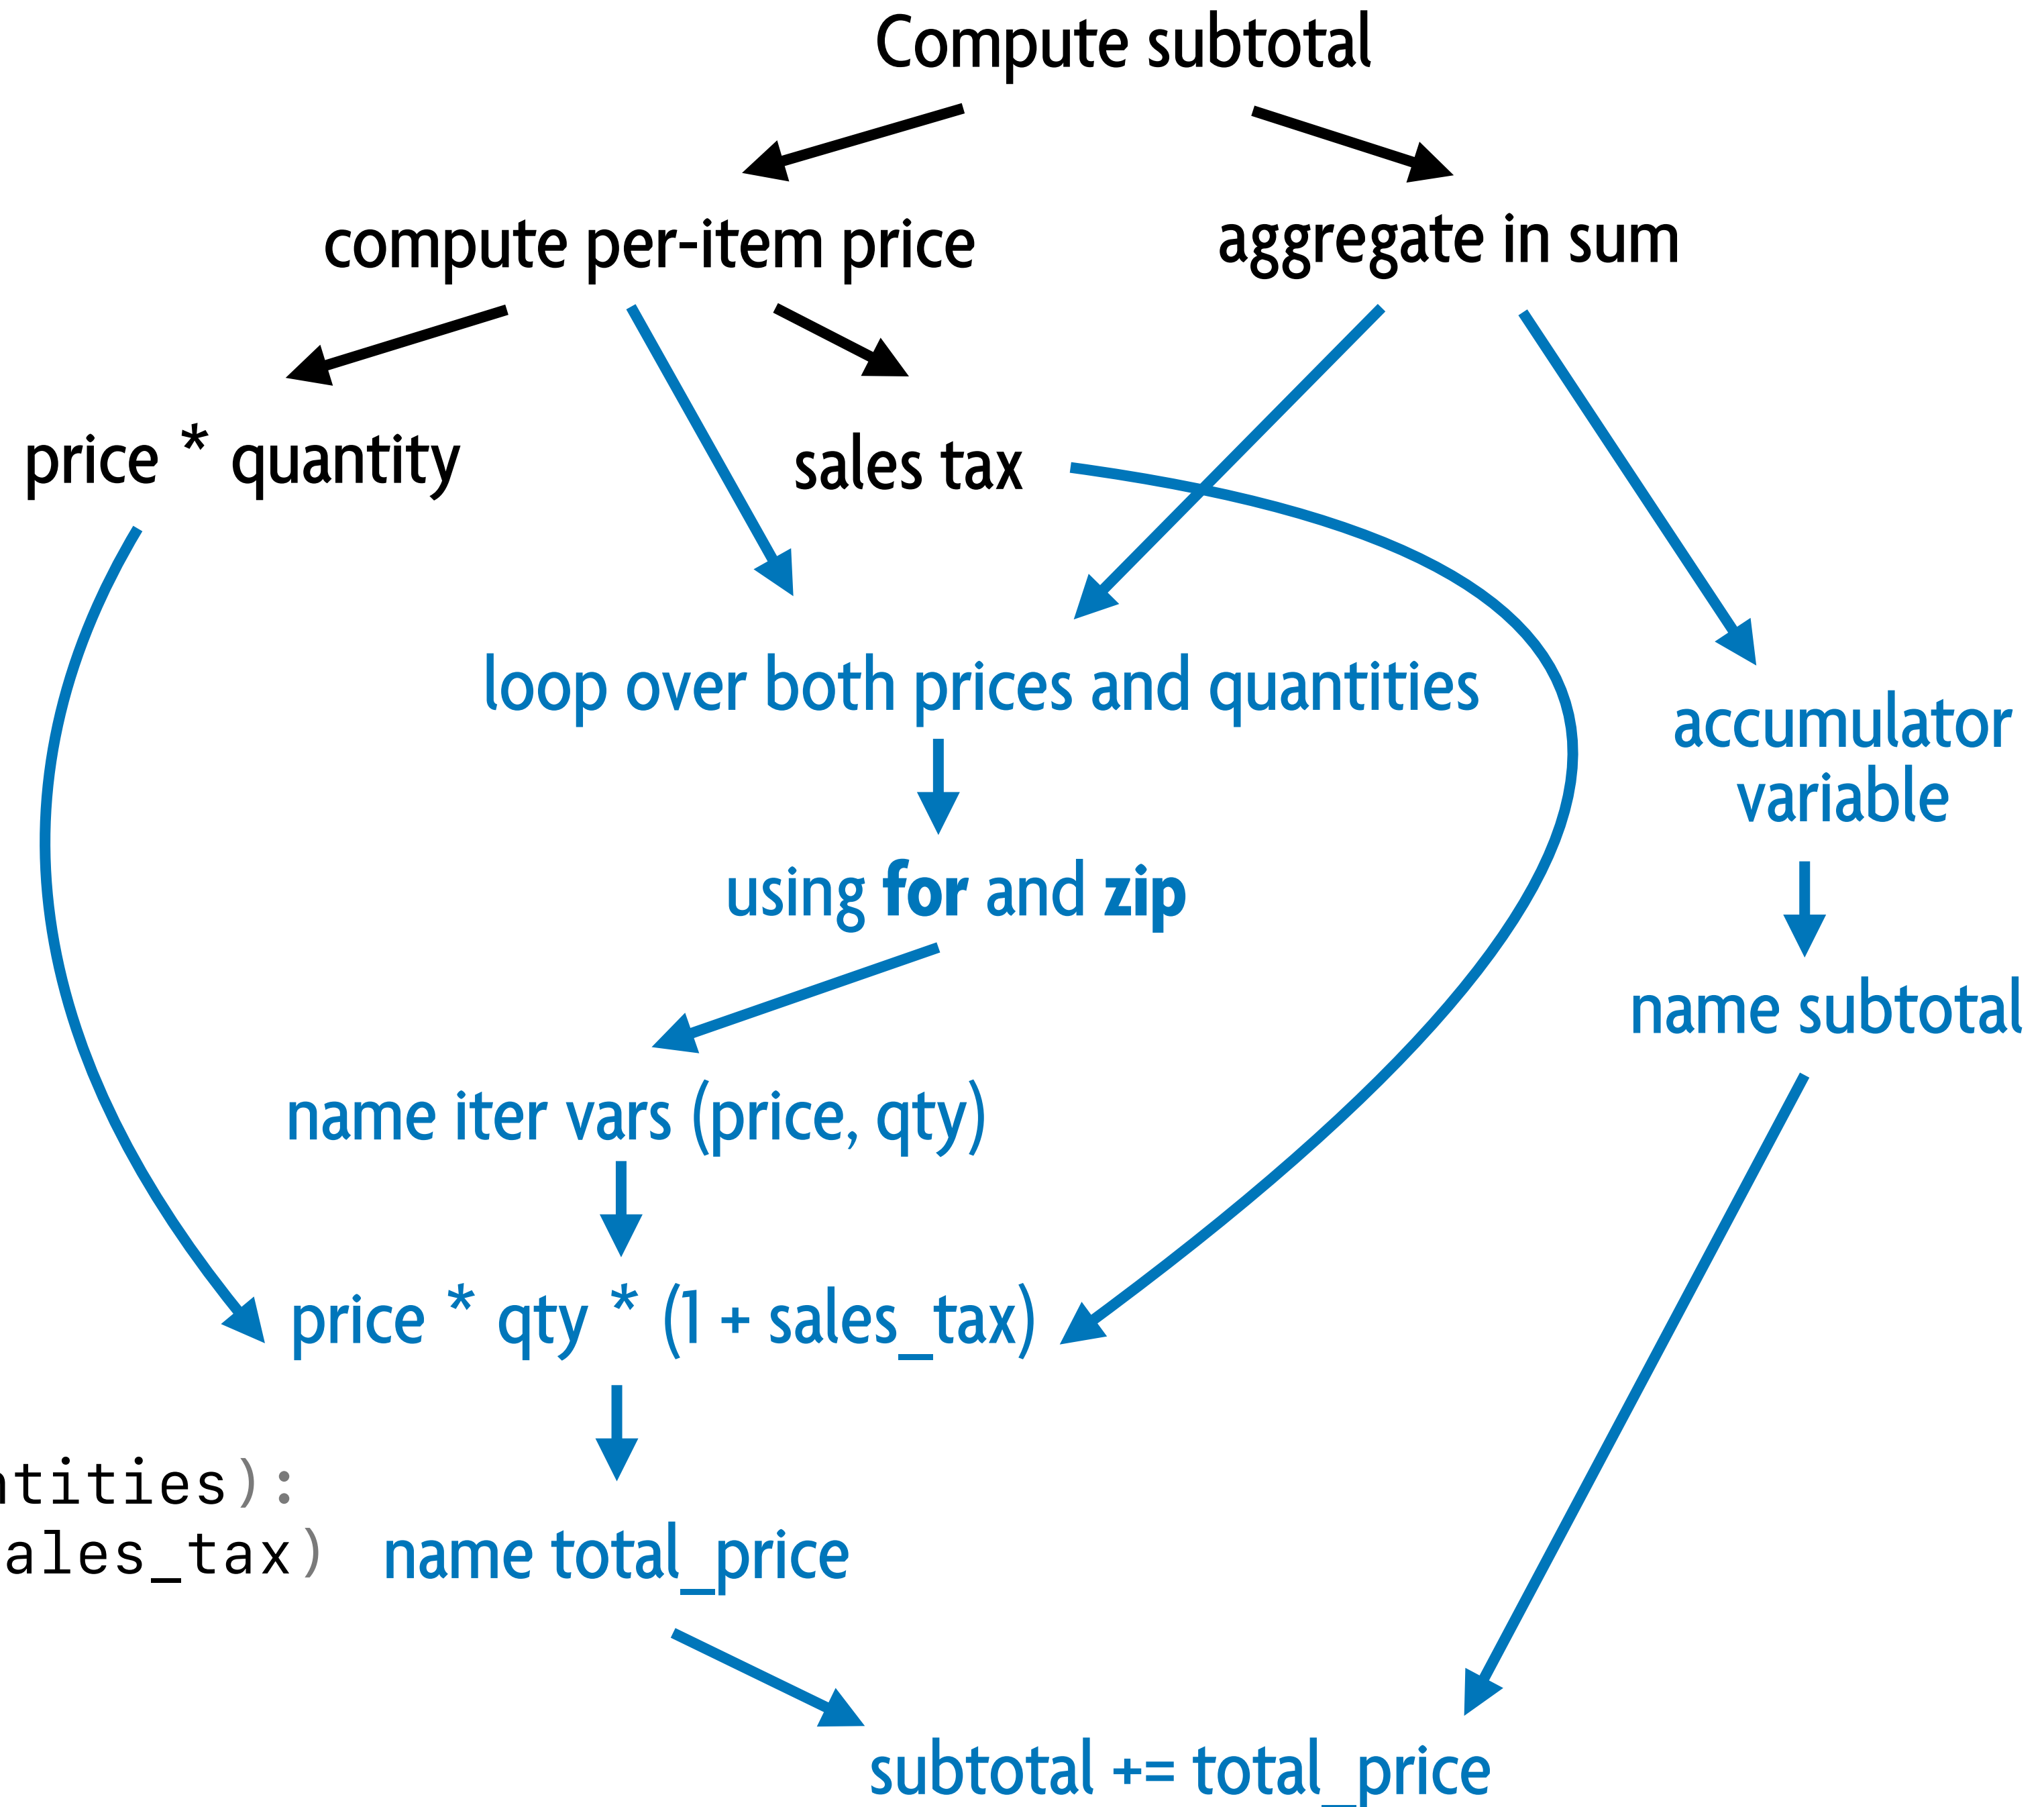 Compute subtotal
compute per-item price
aggregate in sum
price * quantity
sales tax
loop over both prices and quantities
accumulator
variable
using for and zip
name subtotal
name iter vars (price, qty)
price * qty * (1 + sales_tax)
ntities):
ales_tax)
name total_price
subtotal += total_price